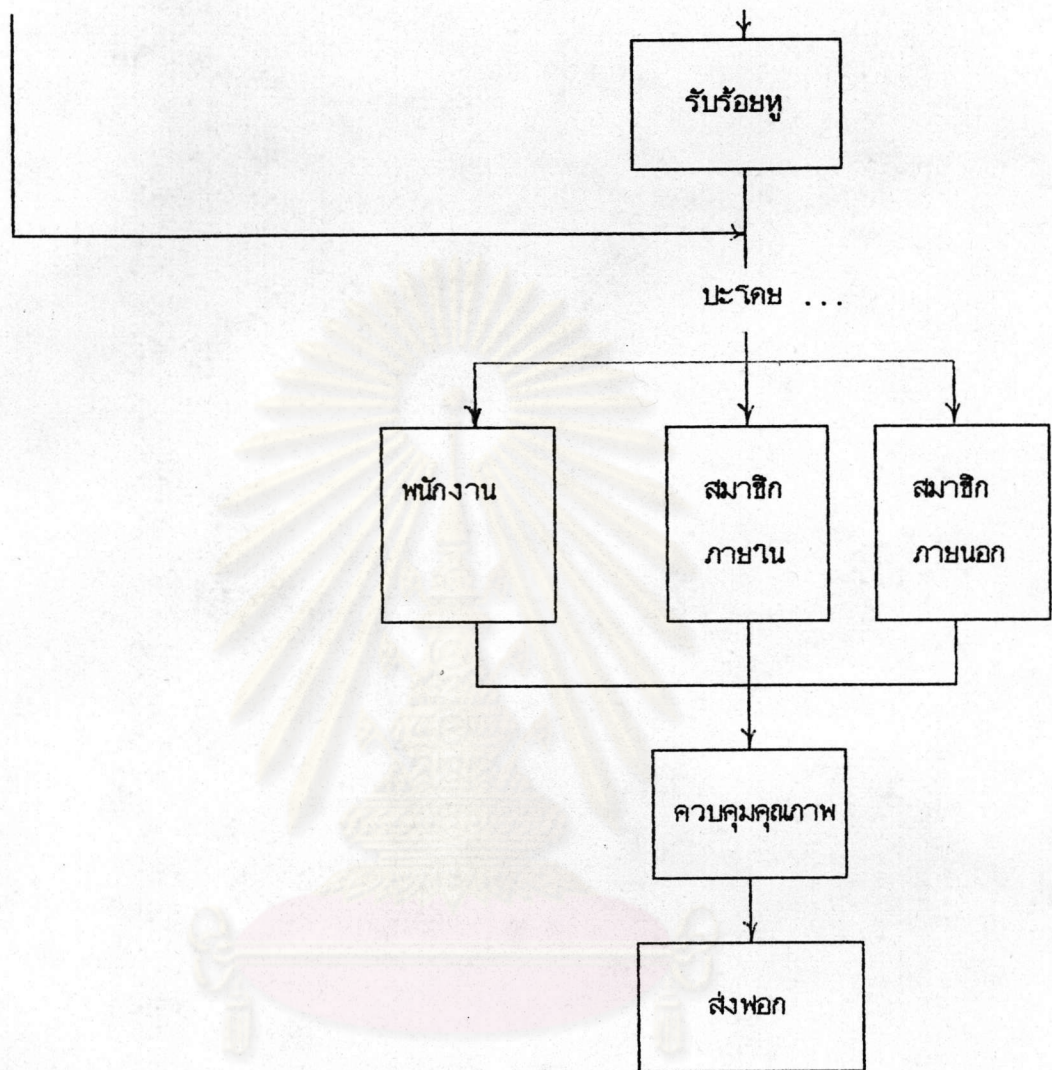 รับร้อยหู
ปะโดย ...
พนักงาน
สมาชิก
ภายใน
สมาชิก
ภายนอก
ควบคุมคุณภาพ
ส่งฟอก